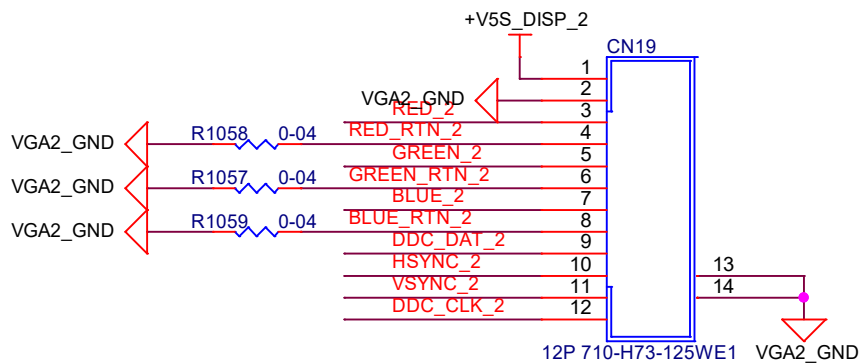 +V5S_DISP_2
CN19
1
2
VGA2_GND
3
RED_2
VGA2_GND
R1058
0-04
RED_RTN_2
4
GREEN_2
5
VGA2_GND
R1057
0-04
GREEN_RTN_2
6
BLUE_2
7
VGA2_GND
R1059
0-04
BLUE_RTN_2
8
DDC_DAT_2
9
HSYNC_2
10
13
VSYNC_2
11
14
DDC_CLK_2
12
12P 710-H73-125WE1
VGA2_GND